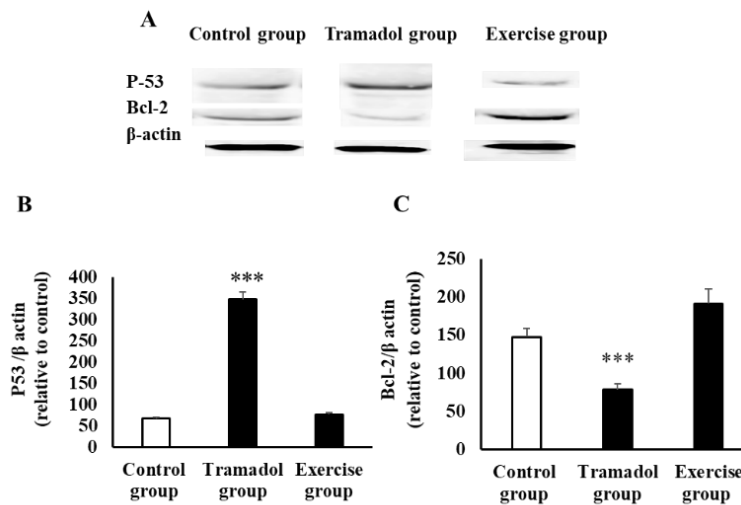 A
Control group Tramadol group Exercise group
P-53
Bcl-2
β-actin
B
P53 /β actin
(relative to control)
400
350
300
250
200
150
100
50
0
***
Control
group
Tramadol
group
Exercise
group
C
Bcl-2/β actin
(relative to control)
250
200
150
100
50
0
***
Control
group
Tramadol
group
Exercise
group